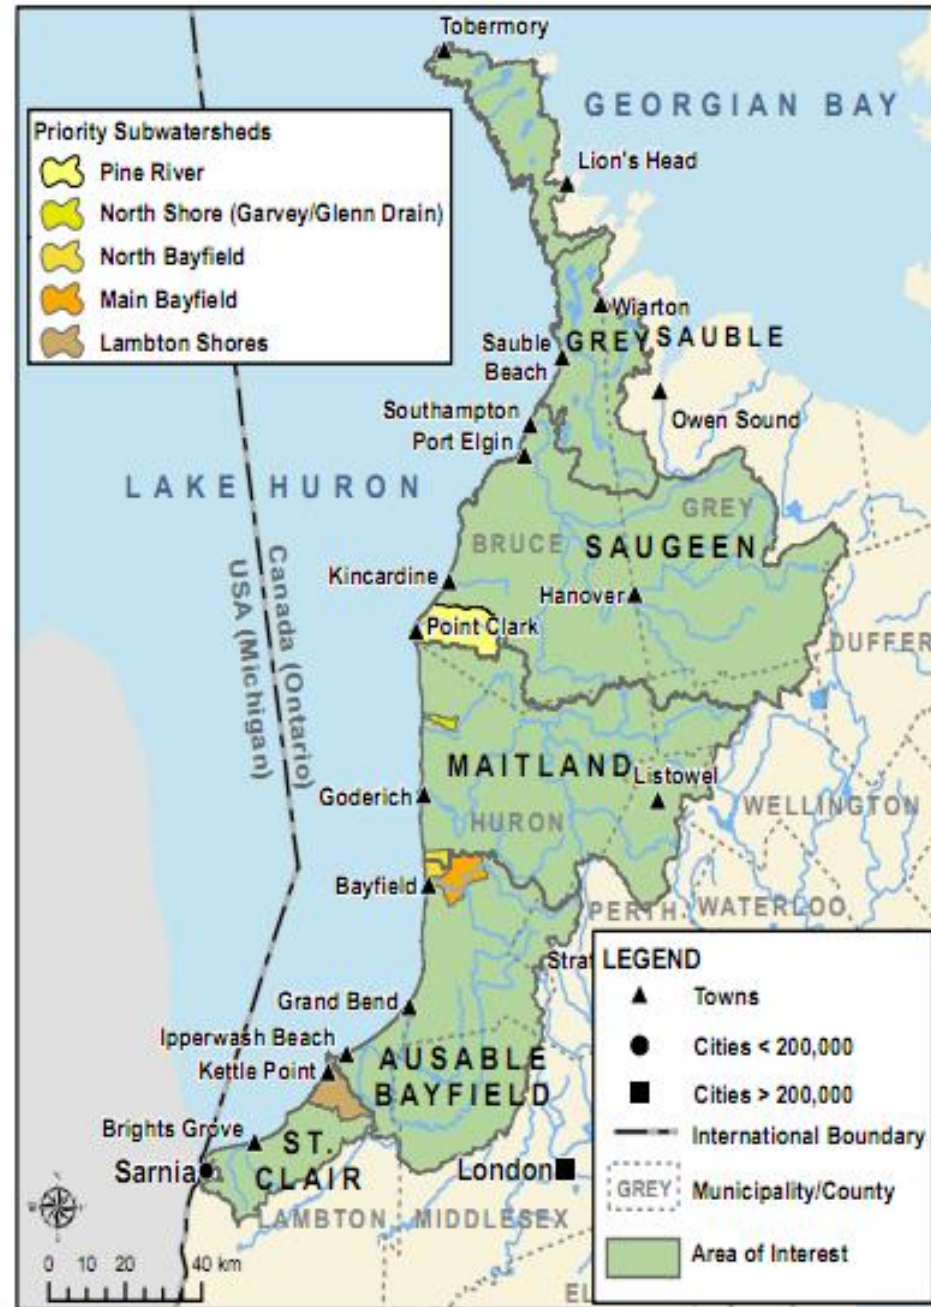 Tobermory
GEORGIAN BAY
Priority Subwatersheds
Pine River
North Shore (Garvey/Glenn Drain)
North Bayfield
Main Bayfield
Lambton Shores
Lion's Head
Wiarton
GREY SAUBLE
Sauble
Beach
Owen Sound
Southampton
Port Elgin
LAKE HURON
GREY
BRUCE
SAUGEEN
Kincardine
Hanover
Canada (Ontario)
USA (Michigan)
Point Clark
DUFFER
MAITLAND
Listowel
Goderich
WELLINGTON
HURON
Bayfield
PERTH
WATERLOO
Strat
LEGEND
Towns
Cities < 200,000
Cities > 200,000
International Boundary
GREY
Municipality/County
Area of Interest
Grand Bend
Ipperwash Beach
Kettle Point
AUSABLE
BAYFIELD
Brights Grove
ST.
CLAIR
Sarnia
London
LAMBTON
MIDDLESEX
EL
0 20 40 km